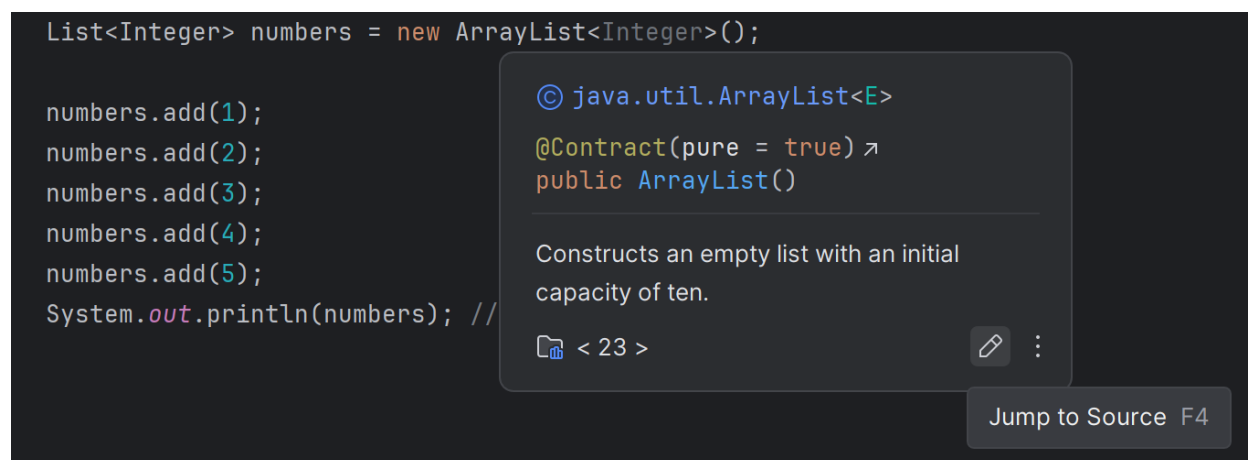 List<Integer> numbers = new ArrayList<Integer>();
numbers.add(1);
numbers.add(2);
numbers.add(3);
numbers.add(4);
numbers.add(5);
System.out.println(numbers); //
© java.util.ArrayList<E>
@Contract(pure = true)
public ArrayList()
Constructs an empty list with an initial
capacity of ten.
< 23 >
Jump to Source F4